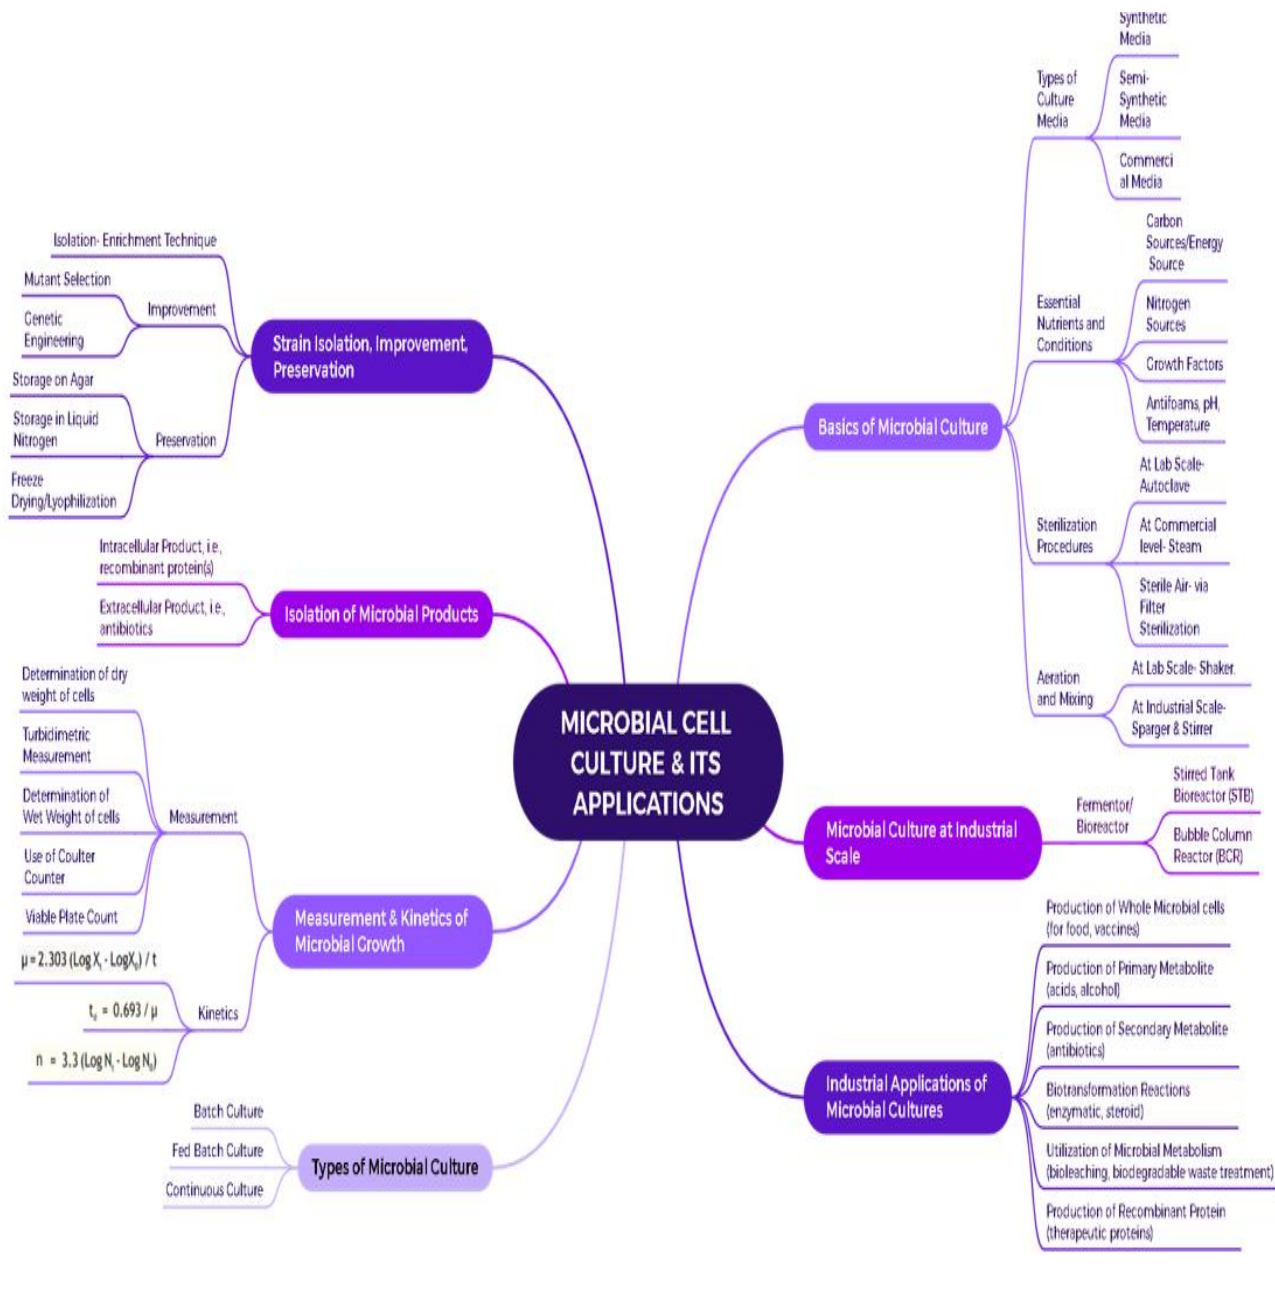 MICROBIAL CELL
CULTURE & ITS
APPLICATIONS
Strain Isolation, Improvement,
Preservation
Isolation- Enrichment Technique
Improvement
Mutant Selection
Genetic
Engineering
Preservation
Storage on Agar
Storage in Liquid
Nitrogen
Freeze
Drying/Lyophilization
Isolation of Microbial Products
Intracellular Product, i.e.,
recombinant protein(s)
Extracellular Product, i.e.,
antibiotics
Measurement & Kinetics of
Microbial Growth
Measurement
Determination of dry
weight of cells
Turbidimetric
Measurement
Determination of
Wet Weight of cells
Use of Coulter
Counter
Viable Plate Count
Kinetics
μ = 2.303 (Log Xₜ - LogX₀) / t
t_d = 0.693 / μ
n = 3.3 (Log Nₜ - Log N₀)
Types of Microbial Culture
Batch Culture
Fed Batch Culture
Continuous Culture
Basics of Microbial Culture
Types of
Culture
Media
Synthetic
Media
Semi-
Synthetic
Media
Commerci
al Media
Essential
Nutrients and
Conditions
Carbon
Sources/Energy
Source
Nitrogen
Sources
Growth Factors
Antifoams, pH,
Temperature
Sterilization
Procedures
At Lab Scale-
Autoclave
At Commercial
level- Steam
Sterile Air- via
Filter
Sterilization
Aeration
and Mixing
At Lab Scale- Shaker.
At Industrial Scale-
Sparger & Stirrer
Microbial Culture at Industrial
Scale
Fermentor/
Bioreactor
Stirred Tank
Bioreactor (STB)
Bubble Column
Reactor (BCR)
Industrial Applications of
Microbial Cultures
Production of Whole Microbial cells
(for food, vaccines)
Production of Primary Metabolite
(acids, alcohol)
Production of Secondary Metabolite
(antibiotics)
Biotransformation Reactions
(enzymatic, steroid)
Utilization of Microbial Metabolism
(bioleaching, biodegradable waste treatment)
Production of Recombinant Protein
(therapeutic proteins)